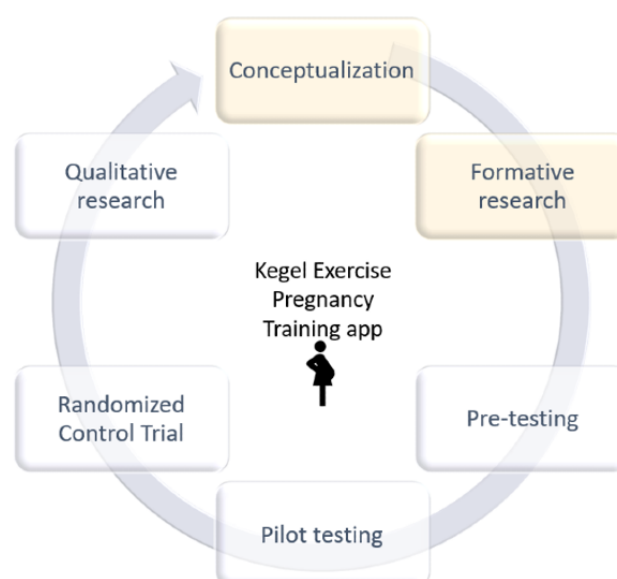 Conceptualization
Formative
research
Pre-testing
Pilot testing
Randomized
Control Trial
Qualitative
research
Kegel Exercise
Pregnancy
Training app